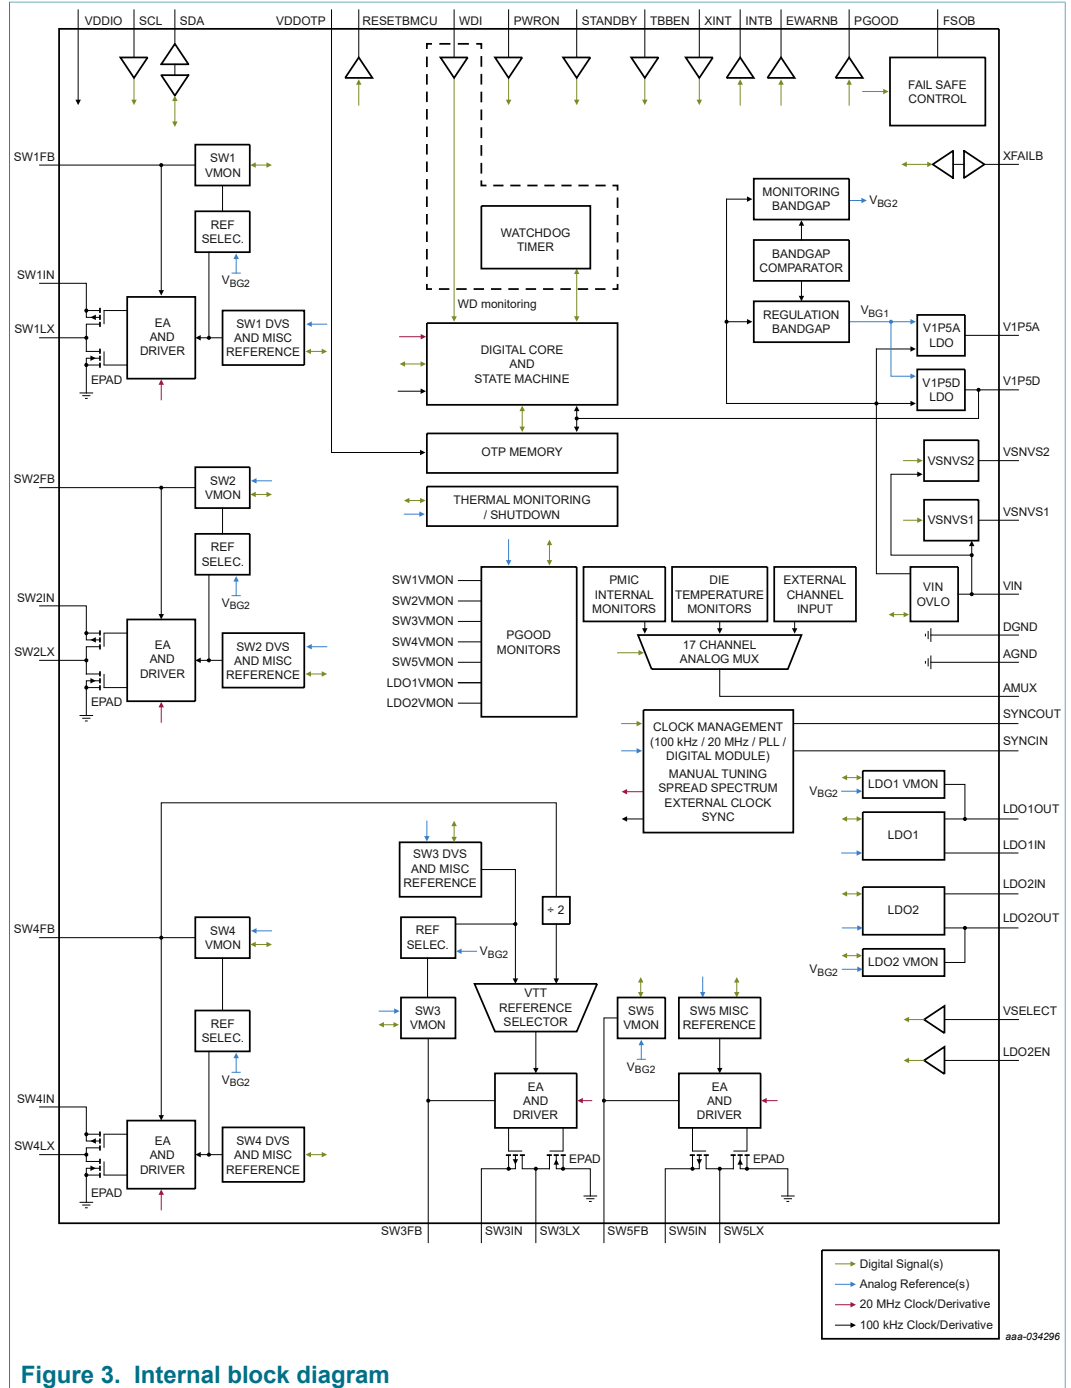 VDDIO SCL SDA VDDOTP RESETBMCU WDI PWRON STANDBY TBBEN XINT INTB EWARNB PGOOD FSOB
FAIL SAFE
CONTROL
XFAILB
SW1FB
SW1
VMON
REF
SELEC.
VBG2
SW1IN
SW1LX
EA
AND
DRIVER
SW1 DVS
AND MISC
REFERENCE
EPAD
WATCHDOG
TIMER
WD monitoring
DIGITAL CORE
AND
STATE MACHINE
OTP MEMORY
THERMAL MONITORING
/ SHUTDOWN
MONITORING
BANDGAP
VBG2
BANDGAP
COMPARATOR
REGULATION
BANDGAP
VBG1
V1P5A
LDO
V1P5A
V1P5D
LDO
V1P5D
VSNVS2
VSNVS2
VSNVS1
VSNVS1
VIN
OVLO
VIN
DGND
AGND
AMUX
SW2FB
SW2
VMON
REF
SELEC.
VBG2
SW2IN
SW2LX
EA
AND
DRIVER
SW2 DVS
AND MISC
REFERENCE
EPAD
SW1VMON
SW2VMON
SW3VMON
SW4VMON
SW5VMON
LDO1VMON
LDO2VMON
PGOOD
MONITORS
PMIC
INTERNAL
MONITORS
DIE
TEMPERATURE
MONITORS
EXTERNAL
CHANNEL
INPUT
17 CHANNEL
ANALOG MUX
CLOCK MANAGEMENT
(100 kHz / 20 MHz / PLL /
DIGITAL MODULE)
MANUAL TUNING
SPREAD SPECTRUM
EXTERNAL CLOCK
SYNC
SYNCOUT
SYNCIN
LDO1 VMON
VBG2
LDO1OUT
LDO1
LDO1IN
LDO2IN
LDO2
LDO2OUT
LDO2 VMON
VBG2
VSELECT
LDO2EN
SW3 DVS
AND MISC
REFERENCE
÷ 2
REF
SELEC.
VBG2
SW3
VMON
VTT
REFERENCE
SELECTOR
EA
AND
DRIVER
EPAD
SW5
VMON
VBG2
SW5 MISC
REFERENCE
EA
AND
DRIVER
EPAD
SW4FB
SW4
VMON
REF
SELEC.
VBG2
SW4IN
SW4LX
EA
AND
DRIVER
SW4 DVS
AND MISC
REFERENCE
EPAD
SW3FB SW3IN SW3LX SW5FB SW5IN SW5LX
Digital Signal(s)
Analog Reference(s)
20 MHz Clock/Derivative
100 kHz Clock/Derivative
aaa-034296
Figure 3. Internal block diagram